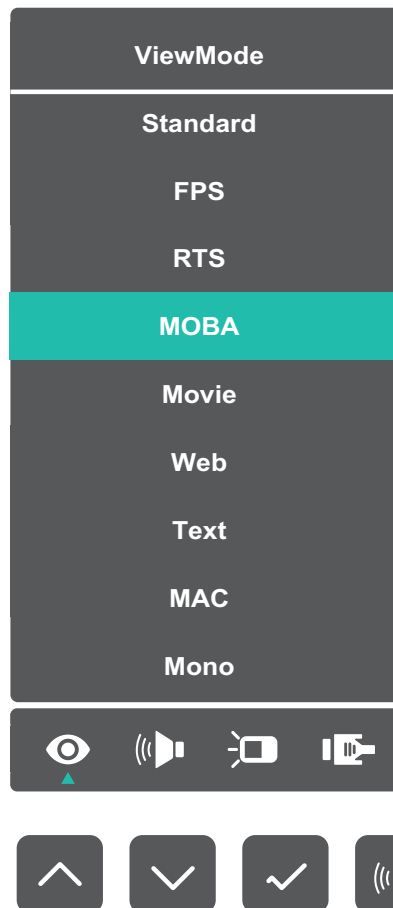 ViewMode
Standard
FPS
RTS
MOBA
Movie
Web
Text
MAC
Mono